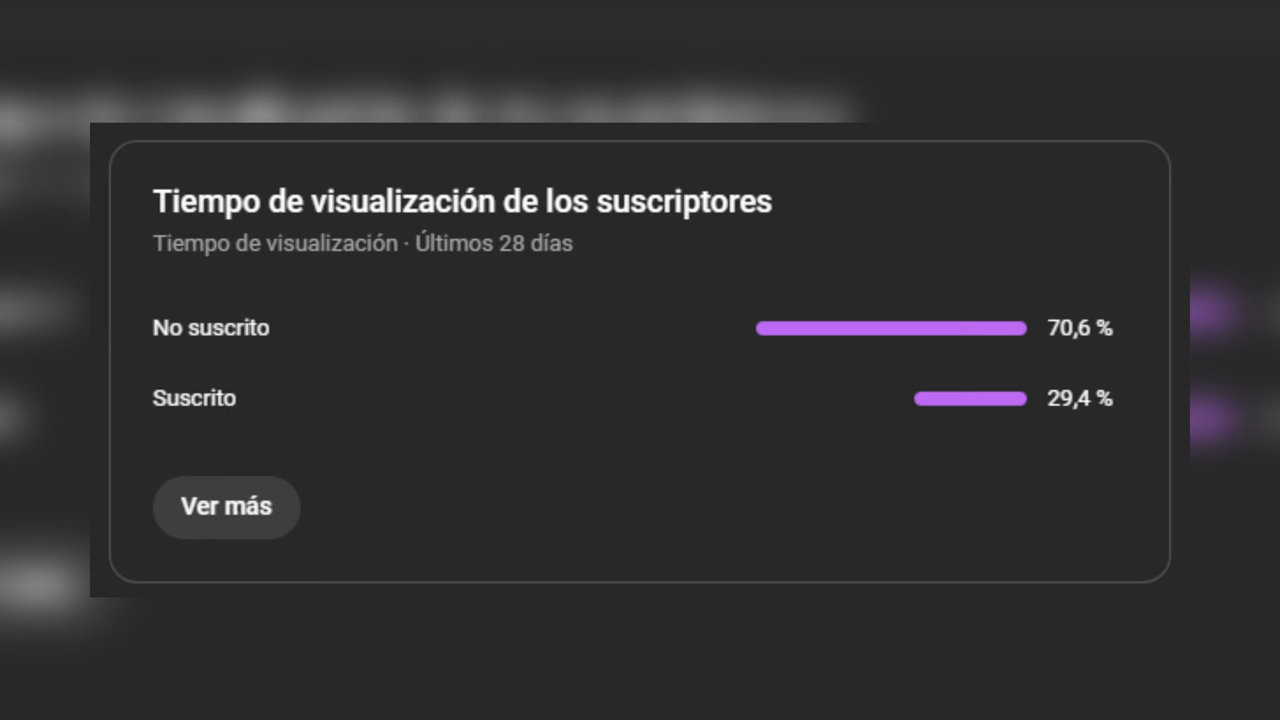 Tiempo de visualización de los suscriptores
Tiempo de visualización · Últimos 28 días
No suscrito 70,6 %
Suscrito 29,4 %
Ver más